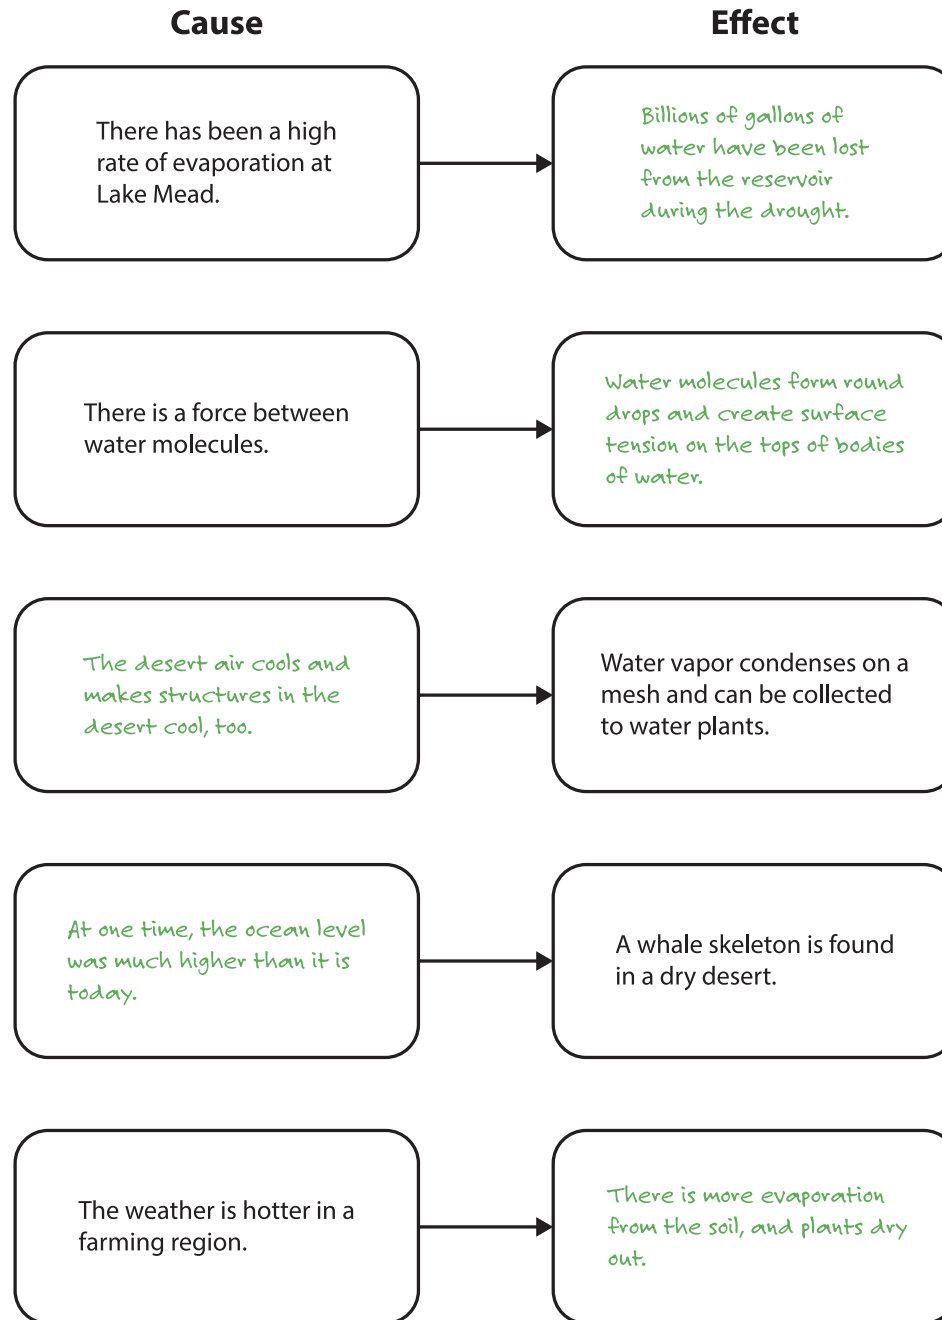 Cause
Effect
There has been a high
rate of evaporation at
Lake Mead.
Billions of gallons of
water have been lost
from the reservoir
during the drought.
There is a force between
water molecules.
Water molecules form round
drops and create surface
tension on the tops of bodies
of water.
The desert air cools and
makes structures in the
desert cool, too.
Water vapor condenses on a
mesh and can be collected
to water plants.
At one time, the ocean level
was much higher than it is
today.
A whale skeleton is found
in a dry desert.
The weather is hotter in a
farming region.
There is more evaporation
from the soil, and plants dry
out.